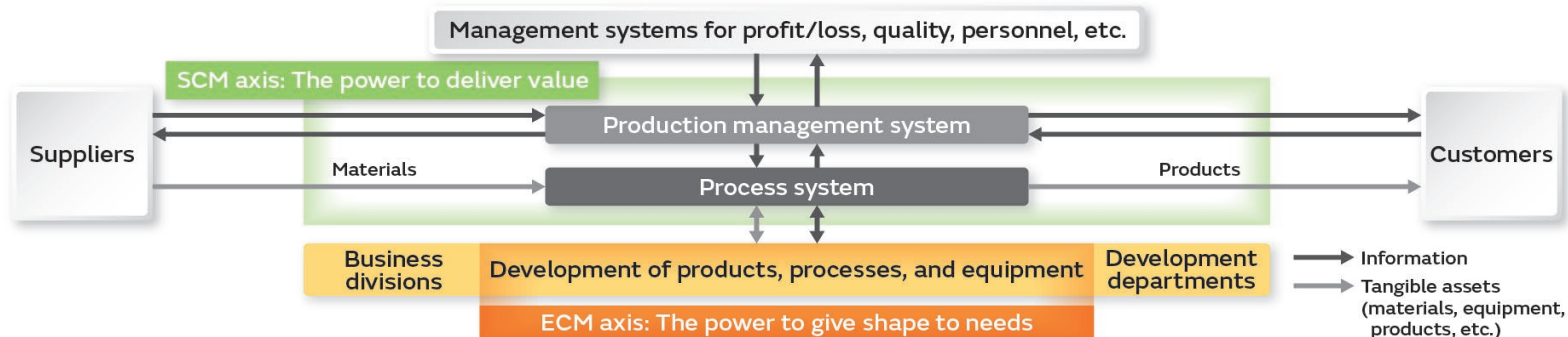 Management systems for profit/loss, quality, personnel, etc.
SCM axis: The power to deliver value
Suppliers
Production management system
Customers
Materials
Process system
Products
Business
divisions
Development of products, processes, and equipment
Development
departments
ECM axis: The power to give shape to needs
Information
Tangible assets
(materials, equipment,
products, etc.)